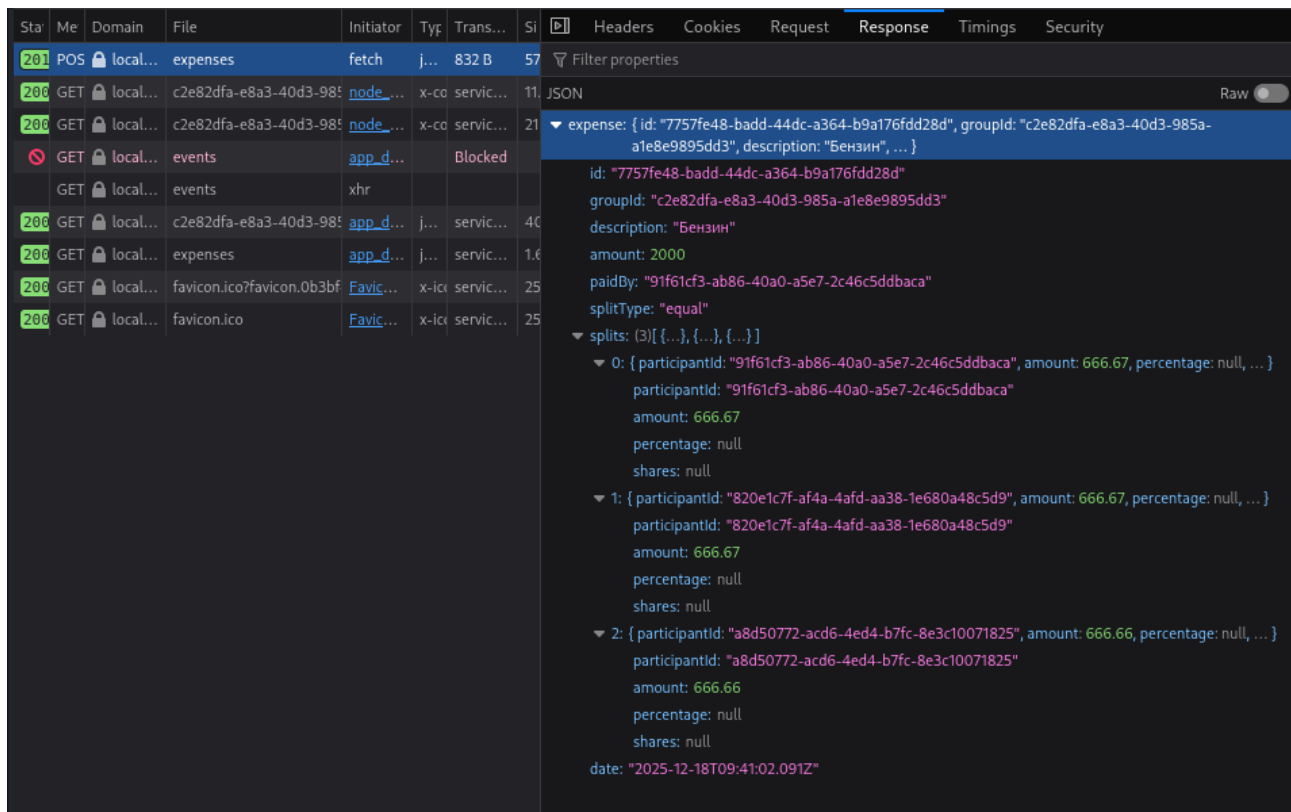 Sta Me Domain File Initiator Typ Trans... Si
201 POS local... expenses fetch j... 832 B 57
200 GET local... c2e82dfa-e8a3-40d3-985 node_... x-co servic... 11.
200 GET local... c2e82dfa-e8a3-40d3-985 node_... x-co servic... 21
GET local... events app_d... Blocked
GET local... events xhr
200 GET local... c2e82dfa-e8a3-40d3-985 app_d... j... servic... 40
200 GET local... expenses app_d... j... servic... 1.6
200 GET local... favicon.ico?favicon.0b3bf Favic... x-ico servic... 25
200 GET local... favicon.ico Favic... x-ico servic... 25
Headers Cookies Request Response Timings Security
Filter properties
JSON Raw
expense: { id: "7757fe48-badd-44dc-a364-b9a176fdd28d", groupId: "c2e82dfa-e8a3-40d3-985a-
a1e8e9895dd3", description: "Бензин", ... }
id: "7757fe48-badd-44dc-a364-b9a176fdd28d"
groupId: "c2e82dfa-e8a3-40d3-985a-a1e8e9895dd3"
description: "Бензин"
amount: 2000
paidBy: "91f61cf3-ab86-40a0-a5e7-2c46c5ddbaca"
splitType: "equal"
splits: (3)[ {...}, {...}, {...} ]
0: { participantId: "91f61cf3-ab86-40a0-a5e7-2c46c5ddbaca", amount: 666.67, percentage: null, ... }
participantId: "91f61cf3-ab86-40a0-a5e7-2c46c5ddbaca"
amount: 666.67
percentage: null
shares: null
1: { participantId: "820e1c7f-af4a-4afd-aa38-1e680a48c5d9", amount: 666.67, percentage: null, ... }
participantId: "820e1c7f-af4a-4afd-aa38-1e680a48c5d9"
amount: 666.67
percentage: null
shares: null
2: { participantId: "a8d50772-acd6-4ed4-b7fc-8e3c10071825", amount: 666.66, percentage: null, ... }
participantId: "a8d50772-acd6-4ed4-b7fc-8e3c10071825"
amount: 666.66
percentage: null
shares: null
date: "2025-12-18T09:41:02.091Z"